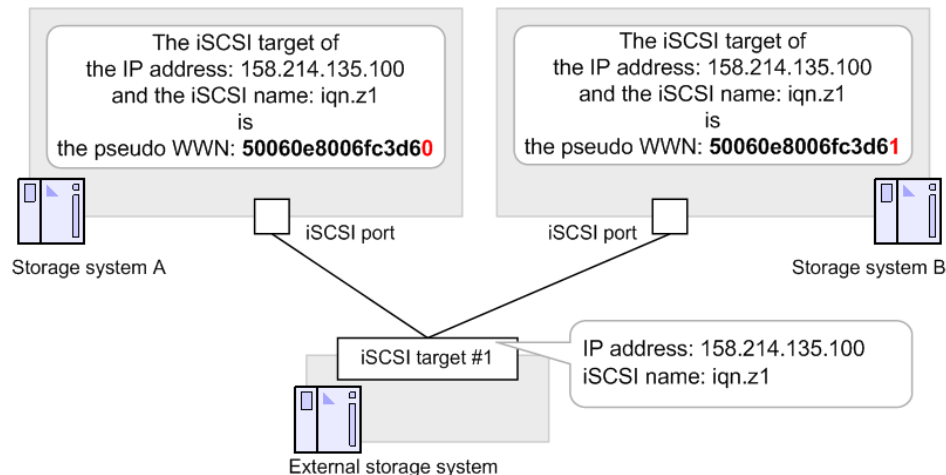 The iSCSI target of
the IP address: 158.214.135.100
and the iSCSI name: iqn.z1
is
the pseudo WWN: 50060e8006fc3d60
The iSCSI target of
the IP address: 158.214.135.100
and the iSCSI name: iqn.z1
is
the pseudo WWN: 50060e8006fc3d61
iSCSI port
iSCSI port
Storage system A
Storage system B
iSCSI target #1
IP address: 158.214.135.100
iSCSI name: iqn.z1
External storage system